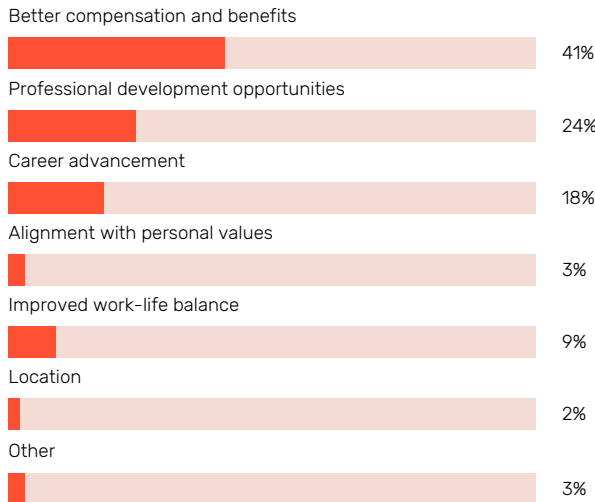 Better compensation and benefits
41%
Professional development opportunities
24%
Career advancement
18%
Alignment with personal values
3%
Improved work-life balance
9%
Location
2%
Other
3%